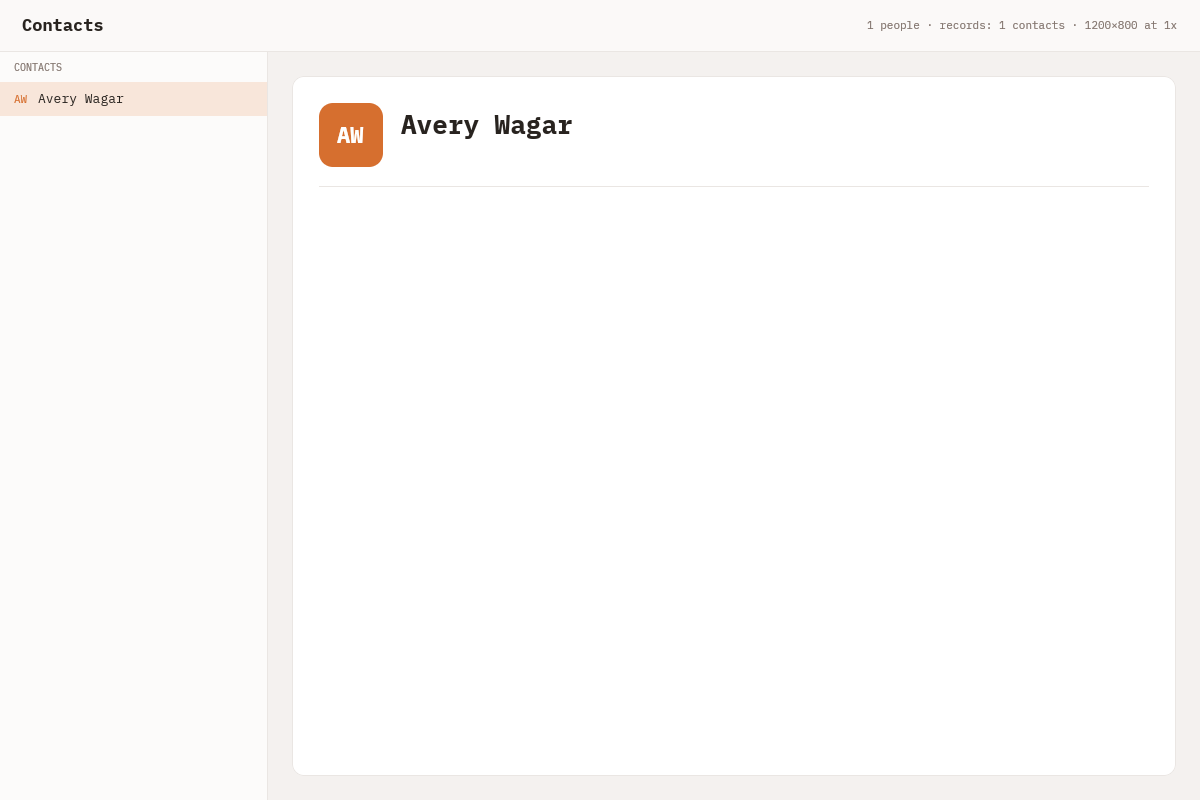 Contacts
1 people · records: 1 contacts · 1200×800 at 1x
CONTACTS
AW Avery Wagar
AW
Avery Wagar